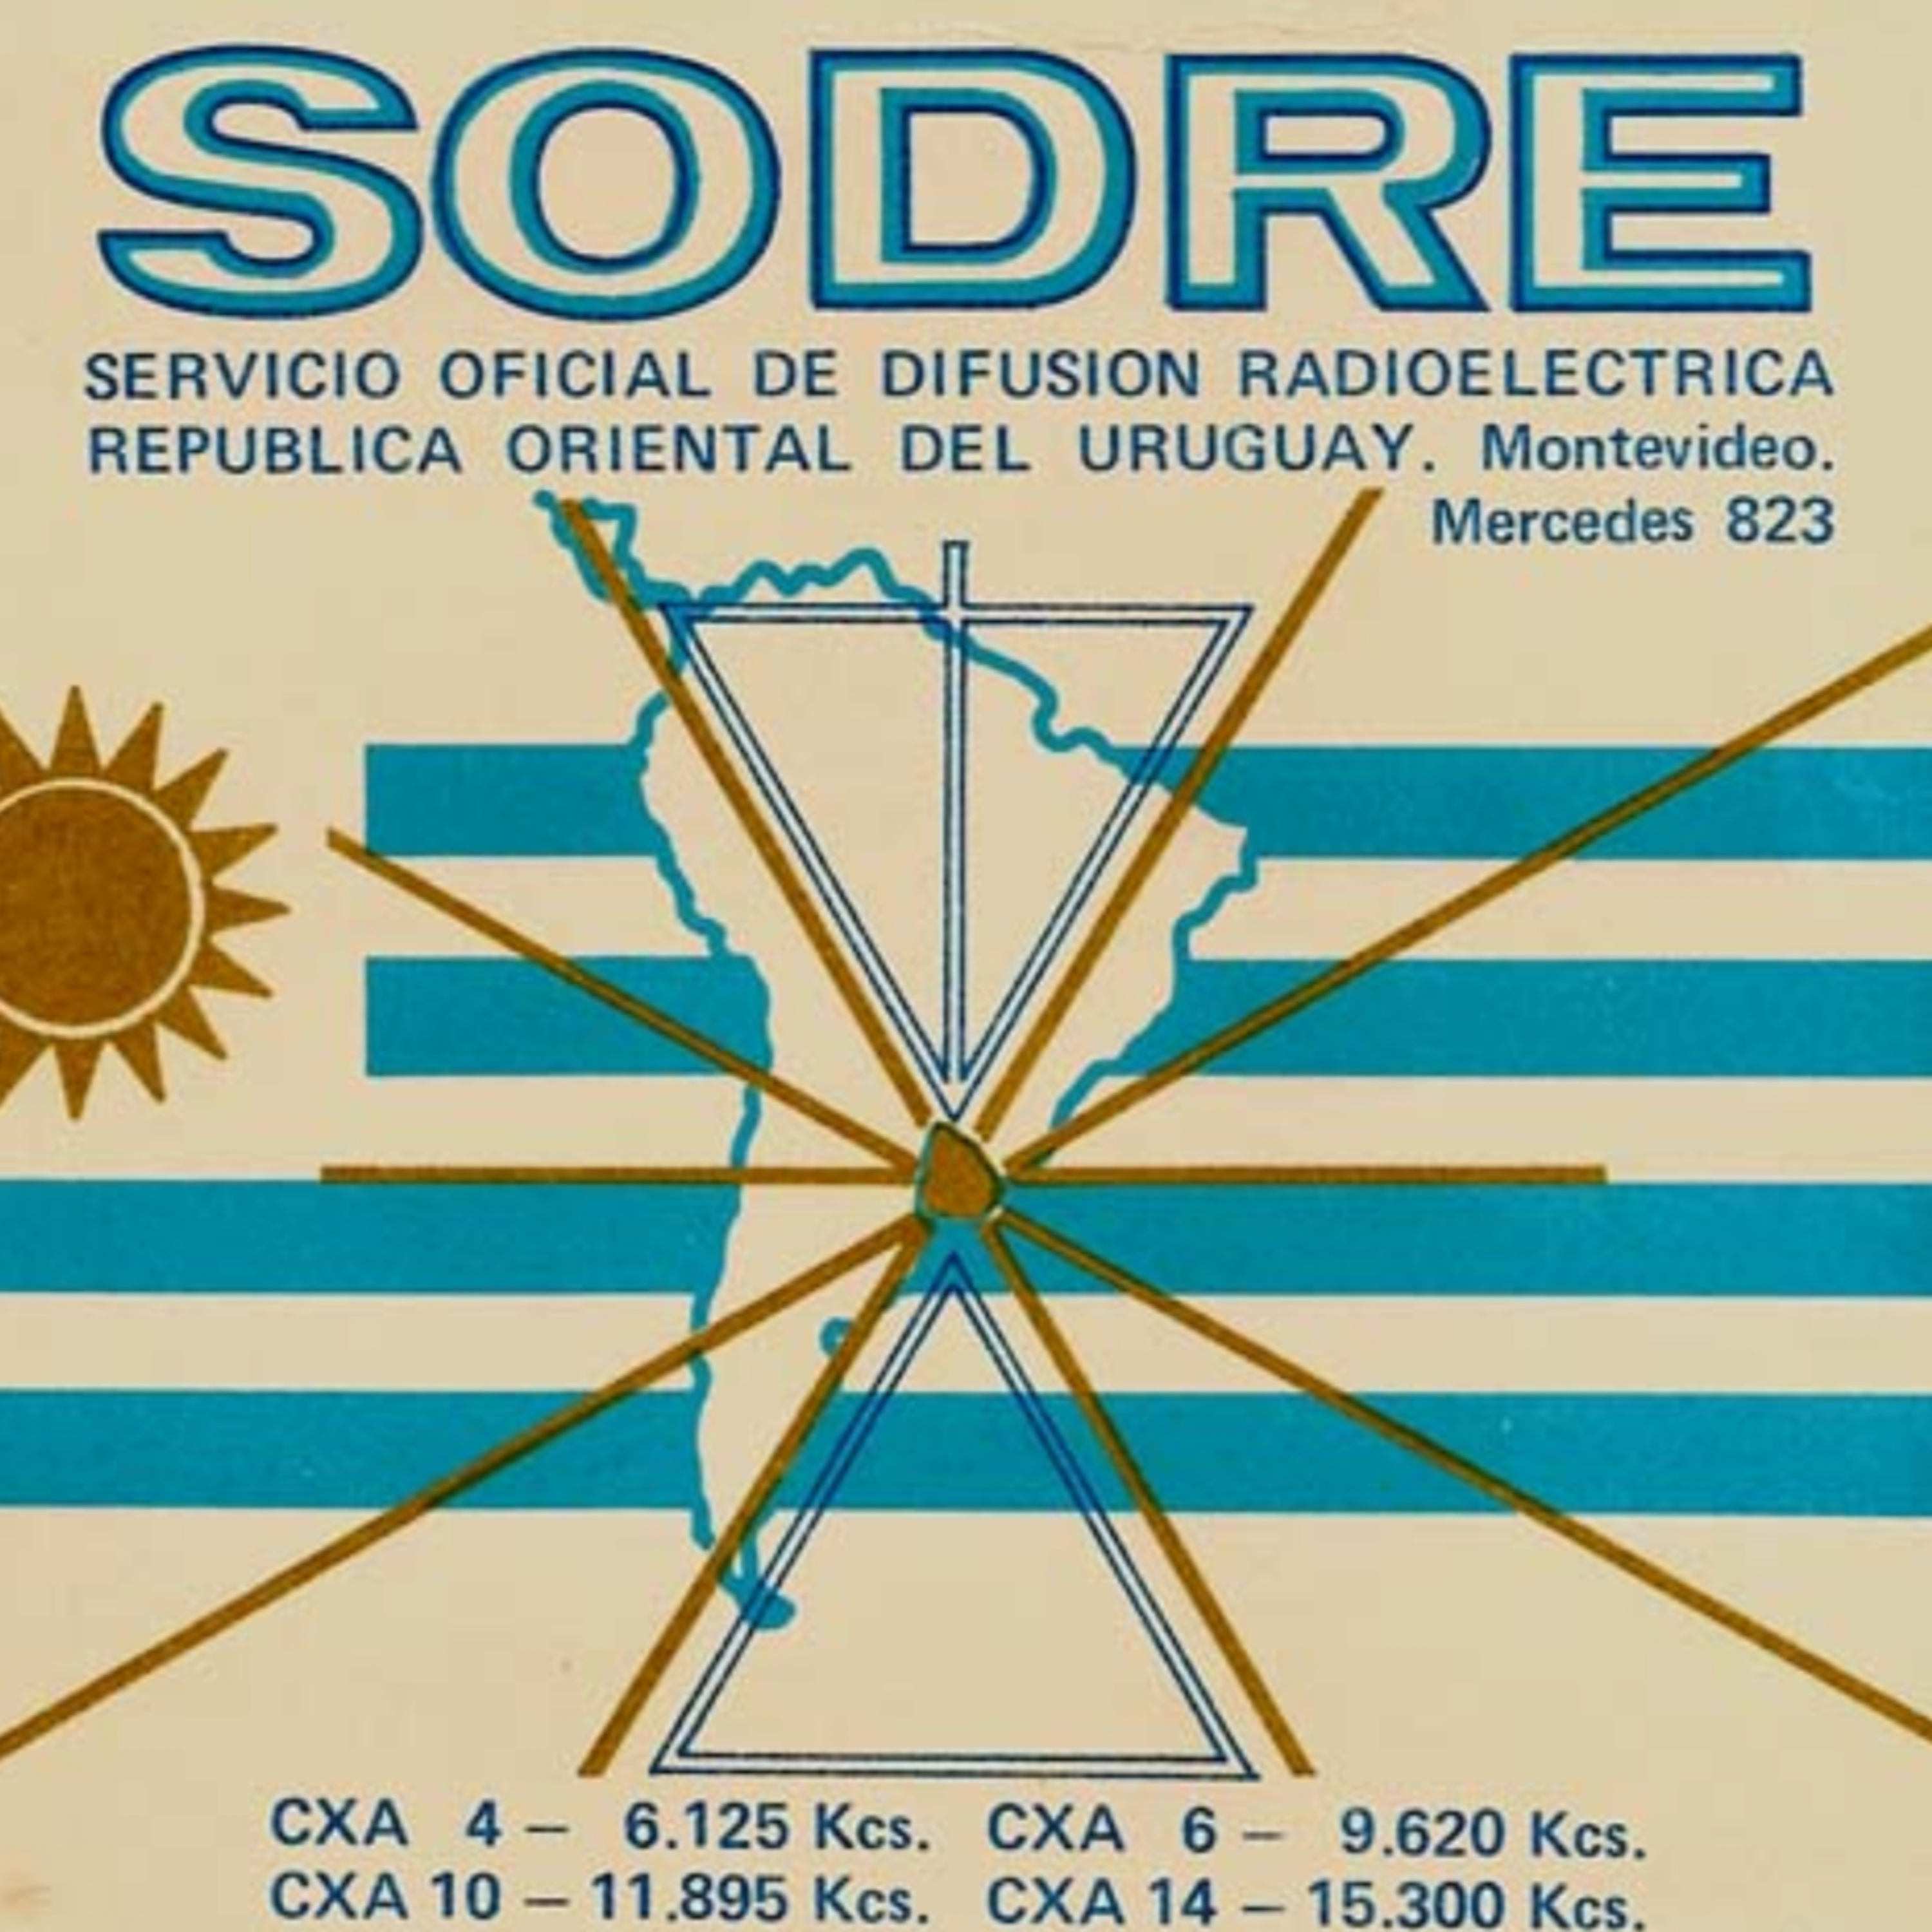 SODRE
SERVICIO OFICIAL DE DIFUSION RADIOELECTRICA
REPUBLICA ORIENTAL DEL URUGUAY. Montevideo.
Mercedes 823
CXA 4 — 6.125 Kcs. CXA 6 — 9.620 Kcs.
CXA 10 — 11.895 Kcs. CXA 14 — 15.300 Kcs.